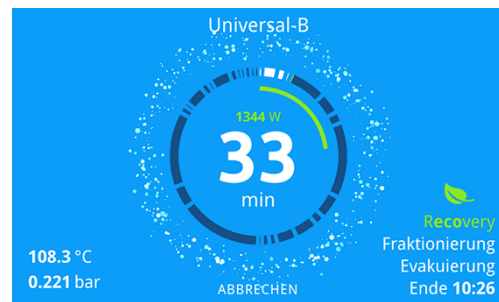 Universal-B
1344 W
33
min
Recovery
Fraktionierung
Evakuierung
Ende 10:26
108.3 °C
0.221 bar
ABBRECHEN